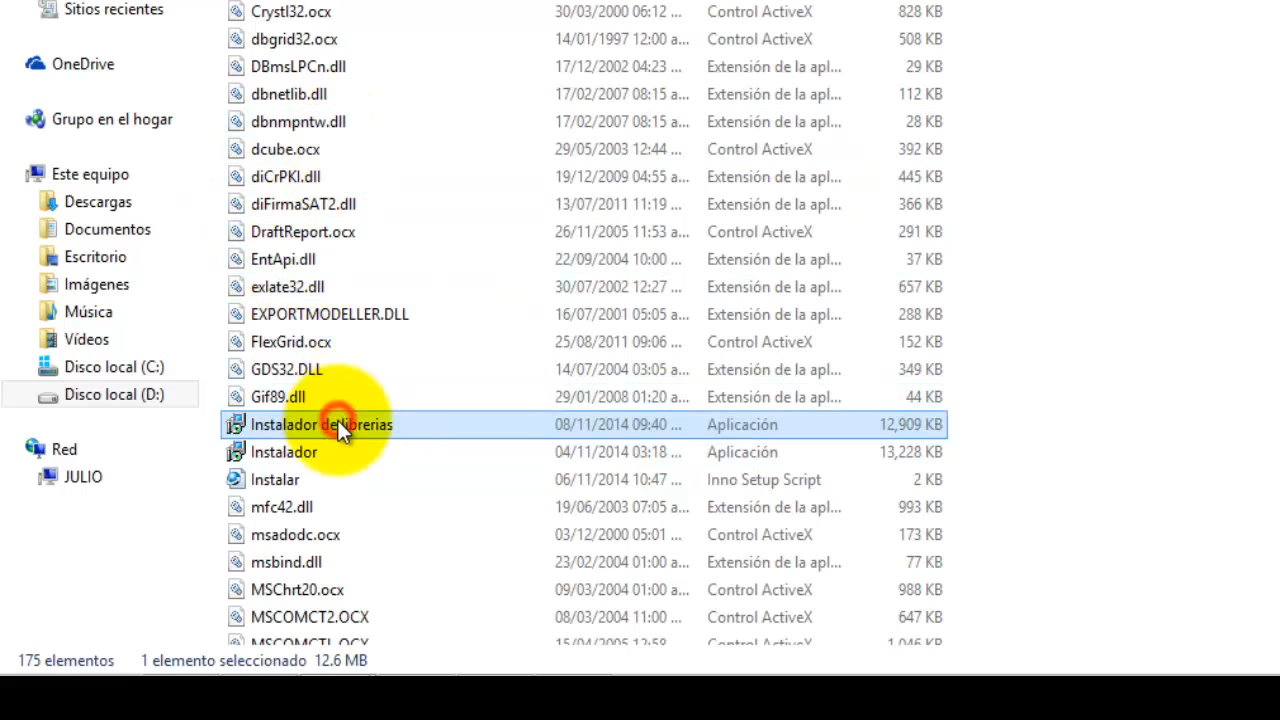 Sitios recientes
OneDrive
Grupo en el hogar
Este equipo
Descargas
Documentos
Escritorio
Imágenes
Música
Vídeos
Disco local (C:)
Disco local (D:)
Red
JULIO
Crystl32.ocx 30/03/2000 06:12 ... Control ActiveX 828 KB
dbgrid32.ocx 14/01/1997 12:00 a... Control ActiveX 508 KB
DBmsLPCn.dll 17/12/2002 04:23 ... Extensión de la apl... 29 KB
dbnetlib.dll 17/02/2007 08:15 a... Extensión de la apl... 112 KB
dbnmpntw.dll 17/02/2007 08:15 a... Extensión de la apl... 28 KB
dcube.ocx 29/05/2003 12:44 ... Control ActiveX 392 KB
diCrPKI.dll 19/12/2009 04:55 ... Extensión de la apl... 445 KB
diFirmaSAT2.dll 13/07/2011 11:19 ... Extensión de la apl... 366 KB
DraftReport.ocx 26/11/2005 11:53 ... Control ActiveX 291 KB
EntApi.dll 22/09/2004 10:00 ... Extensión de la apl... 37 KB
exlate32.dll 30/07/2002 12:27 ... Extensión de la apl... 657 KB
EXPORTMODELLER.DLL 16/07/2001 05:05 a... Extensión de la apl... 288 KB
FlexGrid.ocx 25/08/2011 09:06 ... Control ActiveX 152 KB
GDS32.DLL 14/07/2004 03:05 ... Extensión de la apl... 349 KB
Gif89.dll 29/01/2008 01:20 ... Extensión de la apl... 44 KB
Instalador de librerias 08/11/2014 09:40 ... Aplicación 12,909 KB
Instalador 04/11/2014 03:18 ... Aplicación 13,228 KB
Instalar 06/11/2014 10:47 ... Inno Setup Script 2 KB
mfc42.dll 19/06/2003 07:05 ... Extensión de la apl... 993 KB
msadodc.ocx 03/12/2000 05:01 ... Control ActiveX 173 KB
msbind.dll 23/02/2004 01:00 ... Extensión de la apl... 77 KB
MSChrt20.ocx 09/03/2004 01:00 a... Control ActiveX 988 KB
MSCOMCT2.OCX 08/03/2004 11:00 ... Control ActiveX 647 KB
MSCOMCTL.OCX 15/04/2005 12:58 ... Control ActiveX 1,046 KB
175 elementos 1 elemento seleccionado 12.6 MB